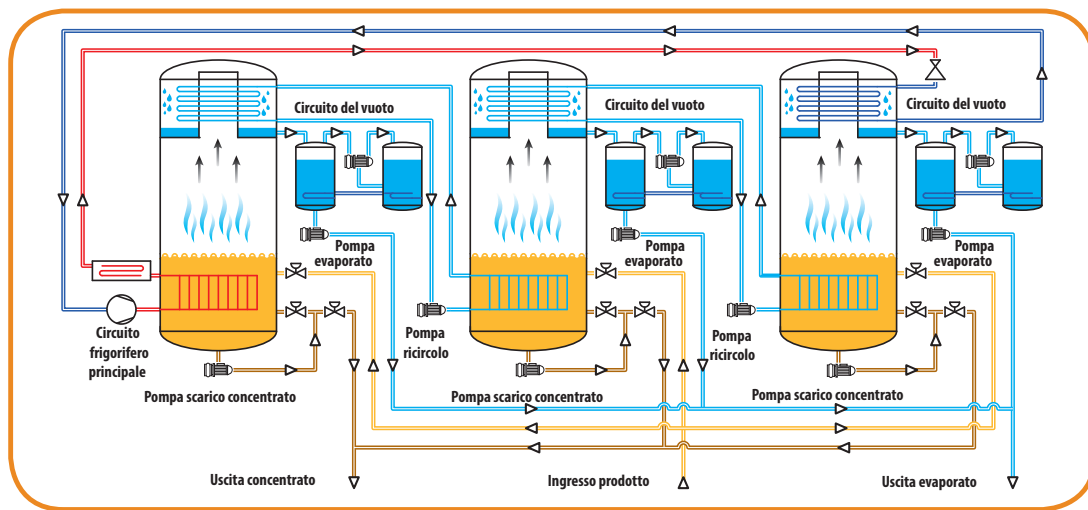 Circuito del vuoto
Circuito del vuoto
Circuito del vuoto
Pompa
evaporato
Pompa
evaporato
Pompa
evaporato
Circuito
frigorifero
principale
Pompa
ricircolo
Pompa
ricircolo
Pompa scarico concentrato
Pompa scarico concentrato
Pompa scarico concentrato
Uscita concentrato
Ingresso prodotto
Uscita evaporato